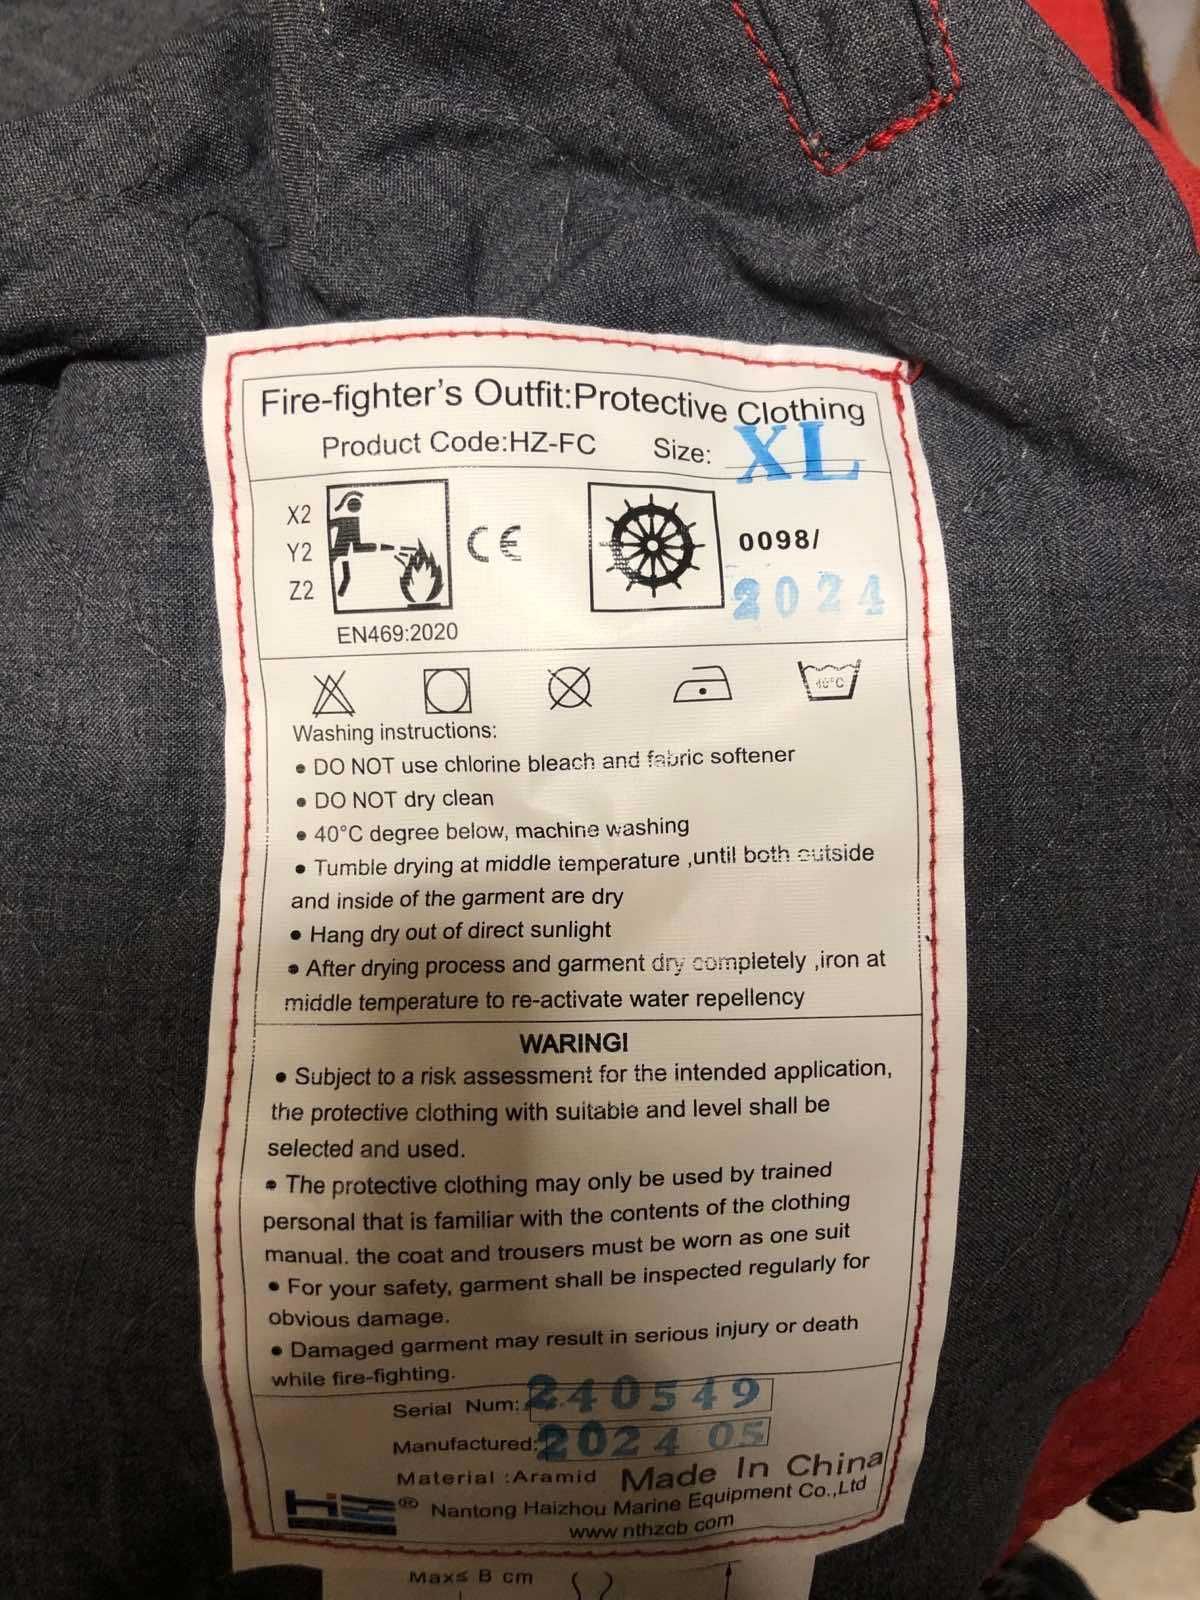 Fire-fighter's Outfit:Protective Clothing
Product Code:HZ-FC Size: XL
X2
Y2
Z2
CE
0098/
2024
EN469:2020
40°C
Washing instructions:
• DO NOT use chlorine bleach and fabric softener
• DO NOT dry clean
• 40°C degree below, machine washing
• Tumble drying at middle temperature ,until both outside
and inside of the garment are dry
• Hang dry out of direct sunlight
• After drying process and garment dry completely ,iron at
middle temperature to re-activate water repellency
WARING!
• Subject to a risk assessment for the intended application,
the protective clothing with suitable and level shall be
selected and used.
• The protective clothing may only be used by trained
personal that is familiar with the contents of the clothing
manual. the coat and trousers must be worn as one suit
• For your safety, garment shall be inspected regularly for
obvious damage.
• Damaged garment may result in serious injury or death
while fire-fighting.
Serial Num: 240549
Manufactured: 2024 05
Material :Aramid Made In China
HZ® Nantong Haizhou Marine Equipment Co.,Ltd
www nthzcb com
Max≤ 8 cm